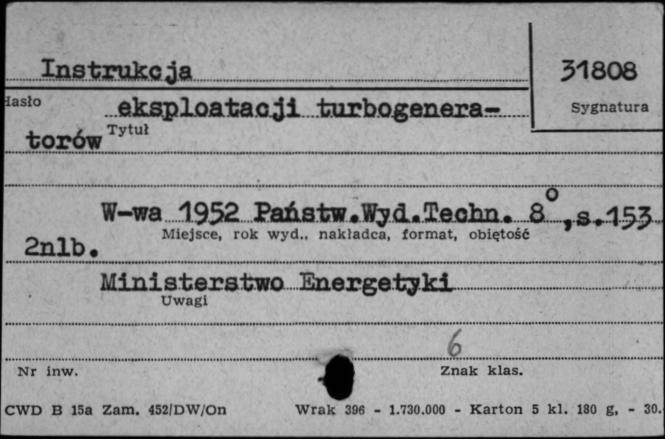 Instrukcja
31808
Hasło
eksploatacji turbogenera-
Sygnatura
Tytuł
torów
W-wa 1952 Państw.Wyd.Techn. 8°, s.153
Miejsce, rok wyd., nakładca, format, objętość
2nlb.
Ministerstwo Energetyki
Uwagi
6
Nr inw.
Znak klas.
CWD B 15a Zam. 452/DW/On
Wrak 396 - 1.730.000 - Karton 5 kl. 180 g, - 30.